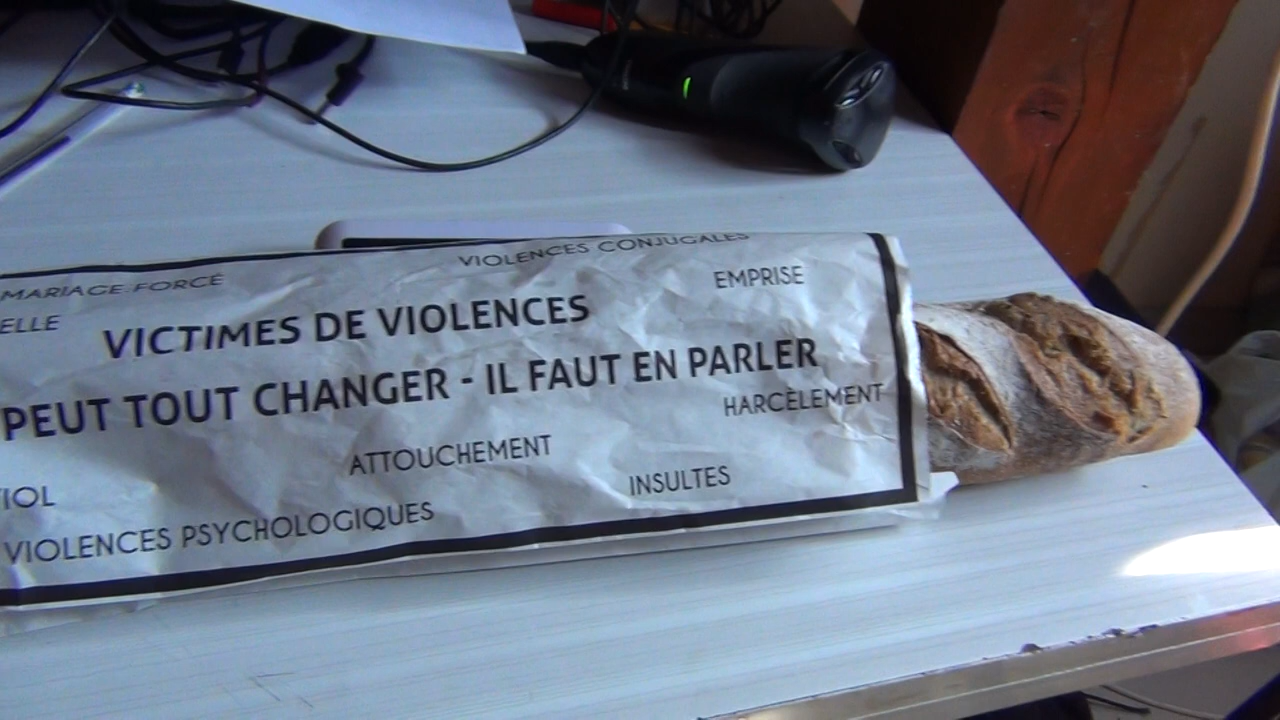 VIOLENCES CONJUGALES
MARIAGE FORCÉ
EMPRISE
ELLE
VICTIMES DE VIOLENCES
PEUT TOUT CHANGER - IL FAUT EN PARLER
HARCÈLEMENT
ATTOUCHEMENT
INSULTES
VIOL
VIOLENCES PSYCHOLOGIQUES